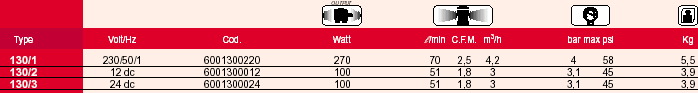 OUTPUT
Type Volt/Hz Cod. Watt l/min C.F.M. m³/h bar max psi Kg
130/1 230/50/1 6001300220 270 70 2,5 4,2 4 58 5,5
130/2 12 dc 6001300012 100 51 1,8 3 3,1 45 3,9
130/3 24 dc 6001300024 100 51 1,8 3 3,1 45 3,9